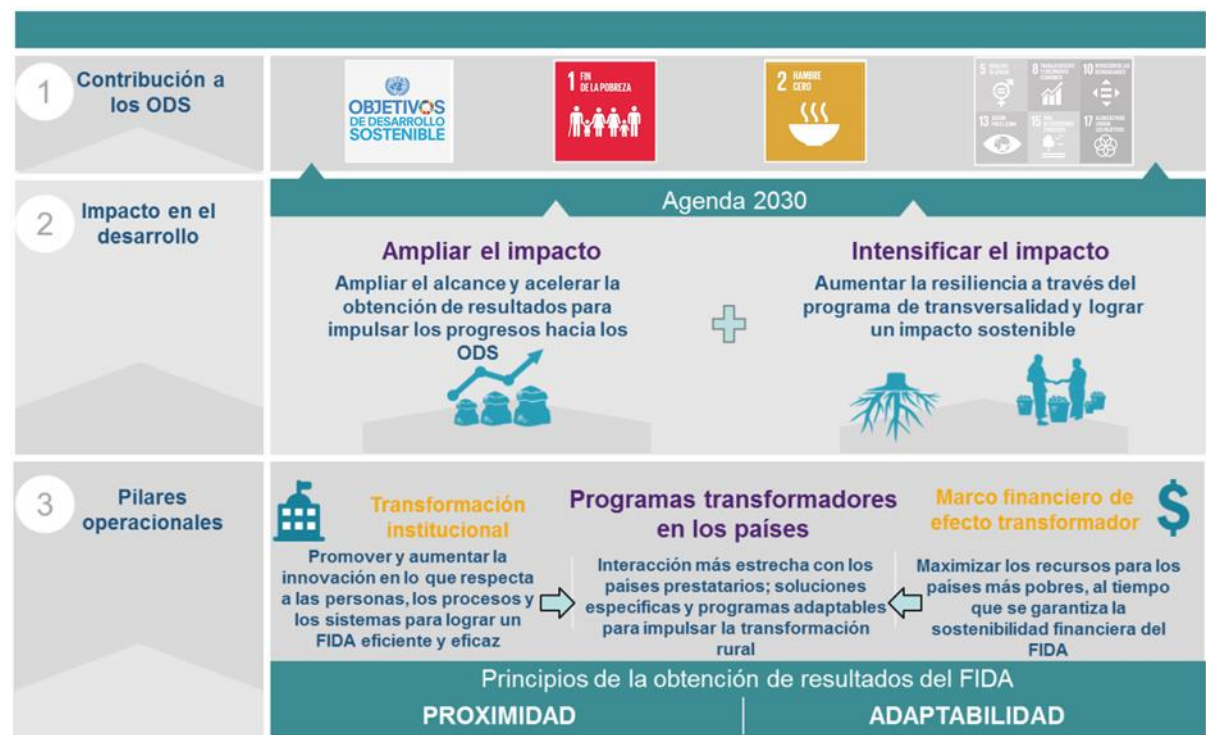 1
Contribución a
los ODS
OBJETIVOS
DE DESARROLLO
SOSTENIBLE
1 FIN
DE LA POBREZA
2 HAMBRE
CERO
5
8
10
13
15
17
2
Impacto en el
desarrollo
Agenda 2030
Ampliar el impacto
Ampliar el alcance y acelerar la
obtención de resultados para
impulsar los progresos hacia los
ODS
Intensificar el impacto
Aumentar la resiliencia a través del
programa de transversalidad y lograr
un impacto sostenible
3
Pilares
operacionales
Transformación
institucional
Promover y aumentar la
innovación en lo que respecta
a las personas, los procesos y
los sistemas para lograr un
FIDA eficiente y eficaz
Programas transformadores
en los países
Interacción más estrecha con los
países prestatarios; soluciones
específicas y programas adaptables
para impulsar la transformación
rural
Marco financiero de
efecto transformador
$
Maximizar los recursos para los
países más pobres, al tiempo
que se garantiza la
sostenibilidad financiera del
FIDA
Principios de la obtención de resultados del FIDA
PROXIMIDAD
ADAPTABILIDAD